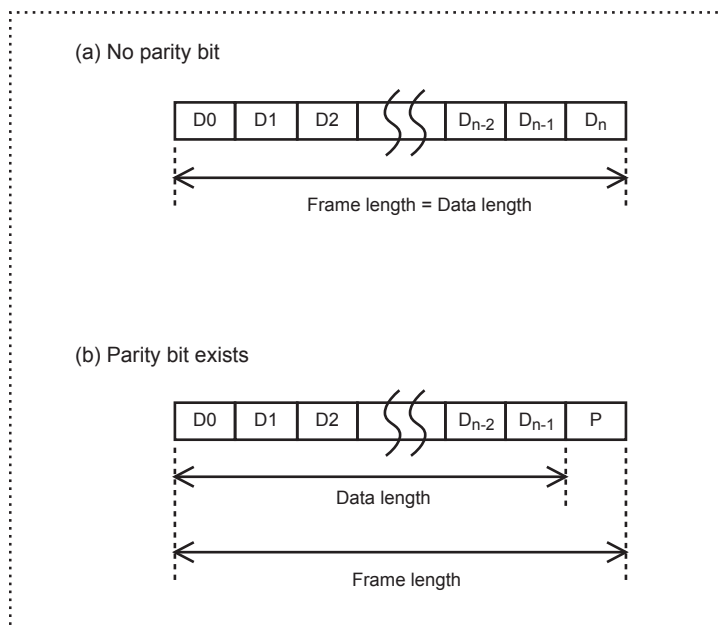 (a) No parity bit
D0 D1 D2 Dn-2 Dn-1 Dn
Frame length = Data length
(b) Parity bit exists
D0 D1 D2 Dn-2 Dn-1 P
Data length
Frame length